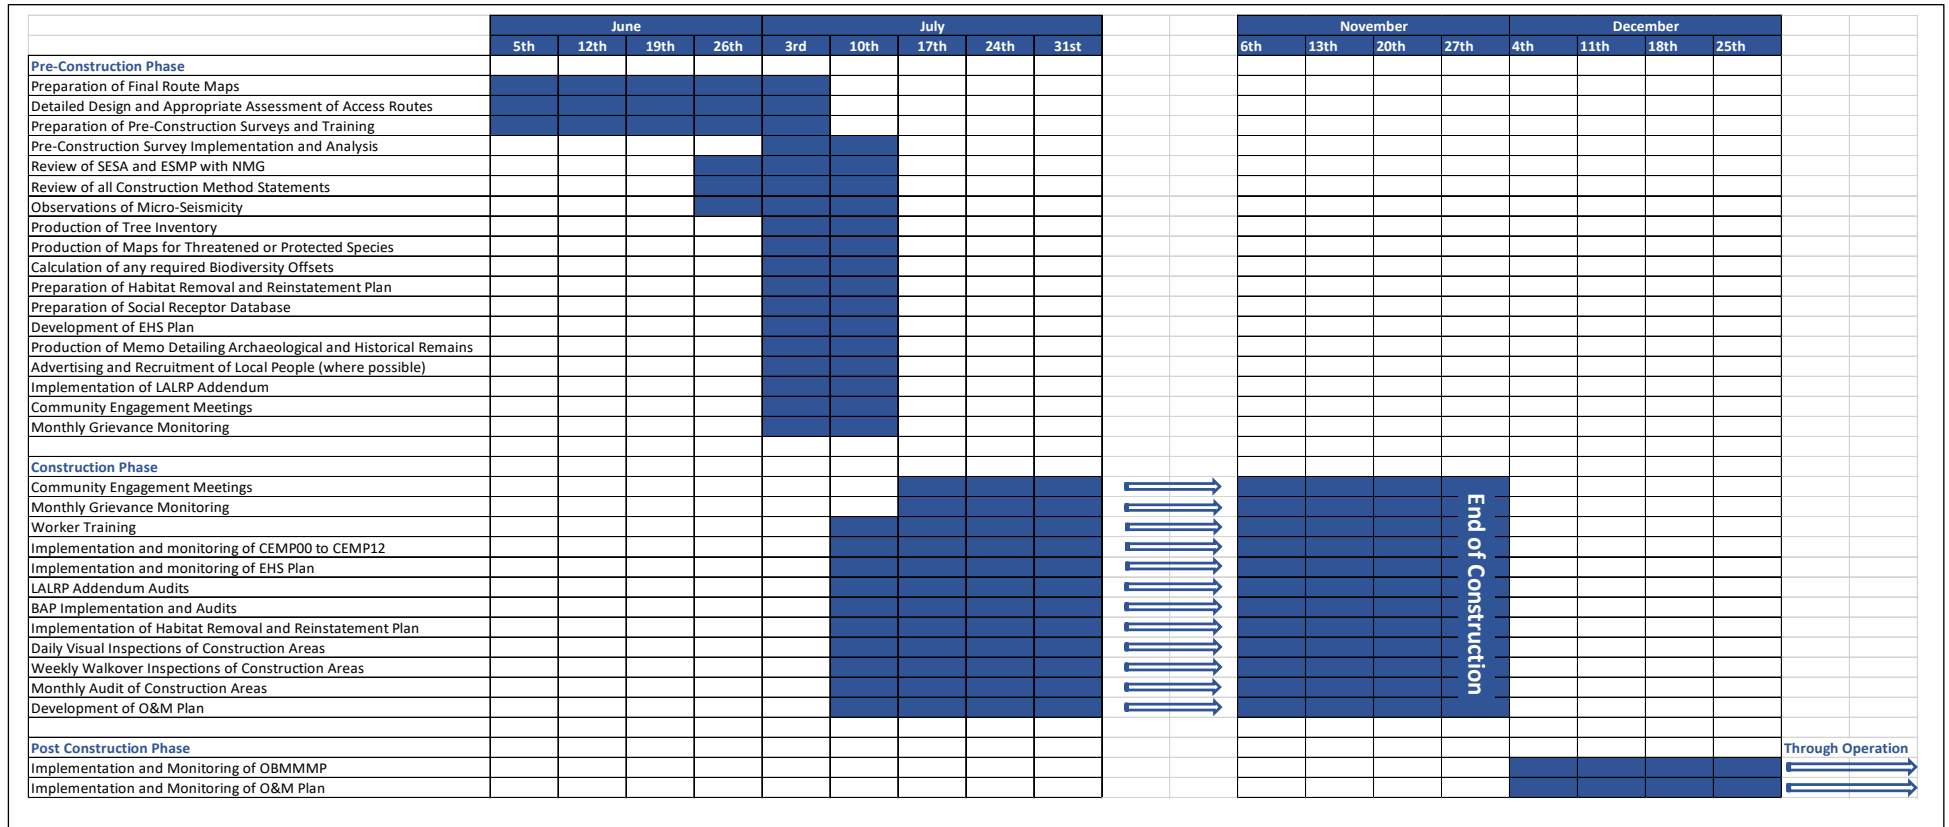 June July November December
5th 12th 19th 26th 3rd 10th 17th 24th 31st 6th 13th 20th 27th 4th 11th 18th 25th
Pre-Construction Phase
Preparation of Final Route Maps
Detailed Design and Appropriate Assessment of Access Routes
Preparation of Pre-Construction Surveys and Training
Pre-Construction Survey Implementation and Analysis
Review of SESA and ESMP with NMG
Review of all Construction Method Statements
Observations of Micro-Seismicity
Production of Tree Inventory
Production of Maps for Threatened or Protected Species
Calculation of any required Biodiversity Offsets
Preparation of Habitat Removal and Reinstatement Plan
Preparation of Social Receptor Database
Development of EHS Plan
Production of Memo Detailing Archaeological and Historical Remains
Advertising and Recruitment of Local People (where possible)
Implementation of LALRP Addendum
Community Engagement Meetings
Monthly Grievance Monitoring
Construction Phase
Community Engagement Meetings
Monthly Grievance Monitoring
Worker Training
Implementation and monitoring of CEMP00 to CEMP12
Implementation and monitoring of EHS Plan
LALRP Addendum Audits
BAP Implementation and Audits
Implementation of Habitat Removal and Reinstatement Plan
Daily Visual Inspections of Construction Areas
Weekly Walkover Inspections of Construction Areas
Monthly Audit of Construction Areas
Development of O&M Plan
End of Construction
Post Construction Phase Through Operation
Implementation and Monitoring of OBMMMP
Implementation and Monitoring of O&M Plan